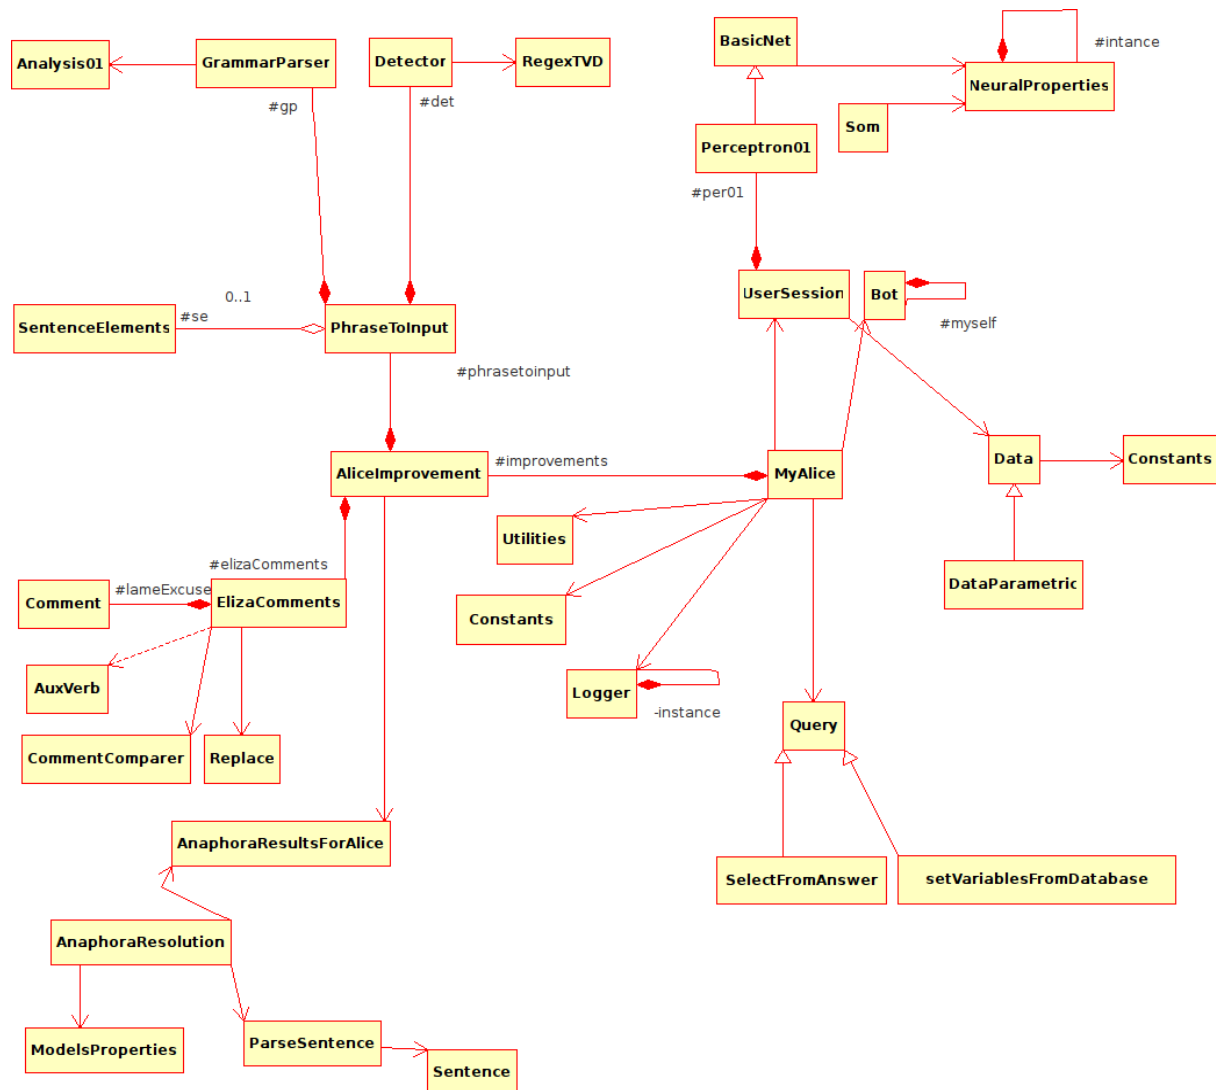 BasicNet
#intance
Analysis01
GrammarParser
Detector
RegexTVD
NeuralProperties
#gp
#det
Som
Perceptron01
#per01
UserSession
Bot
0..1
#se
SentenceElements
PhraseToInput
#myself
#phrasetoinput
#improvements
AliceImprovement
MyAlice
Data
Constants
Utilities
#elizaComments
#lameExcuse
Comment
ElizaComments
DataParametric
Constants
AuxVerb
Logger
-instance
Query
CommentComparer
Replace
AnaphoraResultsForAlice
SelectFromAnswer
setVariablesFromDatabase
AnaphoraResolution
ModelsProperties
ParseSentence
Sentence